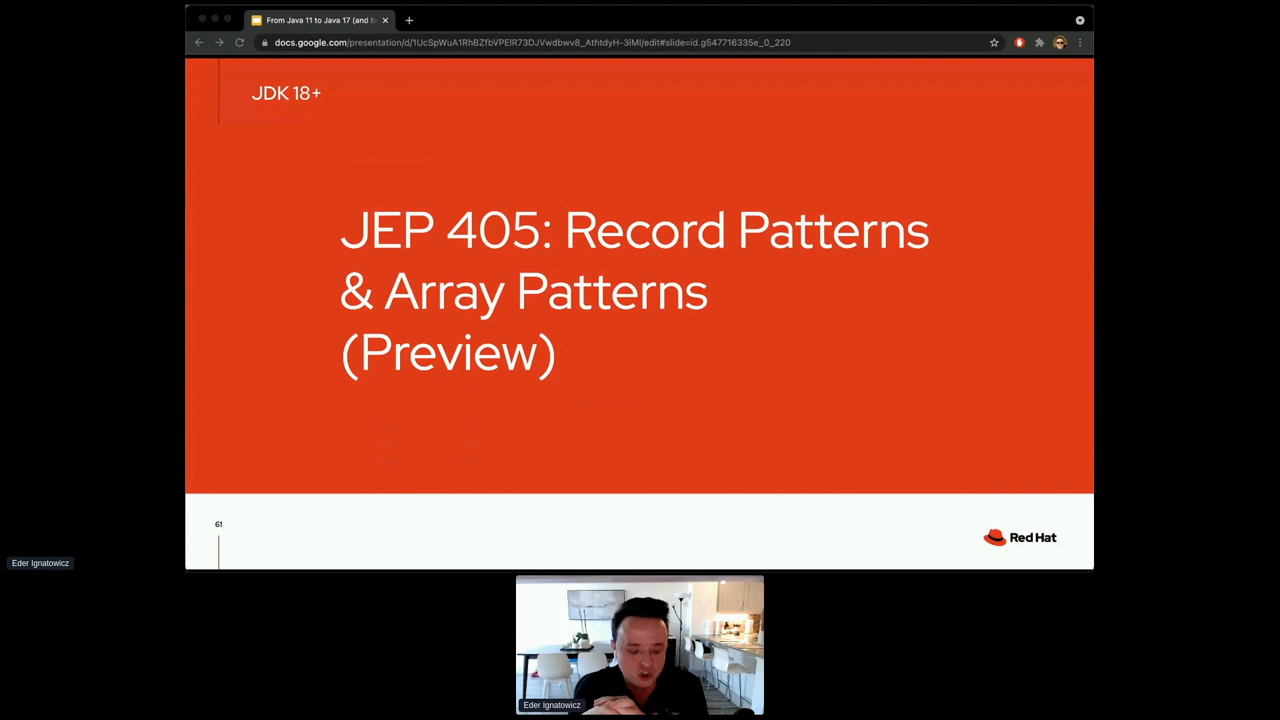 From Java 11 to Java 17 (and b
docs.google.com/presentation/d/1UcSpWuA1RhBZfbVPElR73DJVwdbwv8_AthtdyH-3iMI/edit#slide=id.g547716335e_0_220
JDK 18+
JEP 405: Record Patterns
& Array Patterns
(Preview)
61
Red Hat
Eder Ignatowicz
Eder Ignatowicz